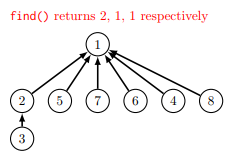 find() returns 2, 1, 1 respectively
1
2 5 7 6 4 8
3